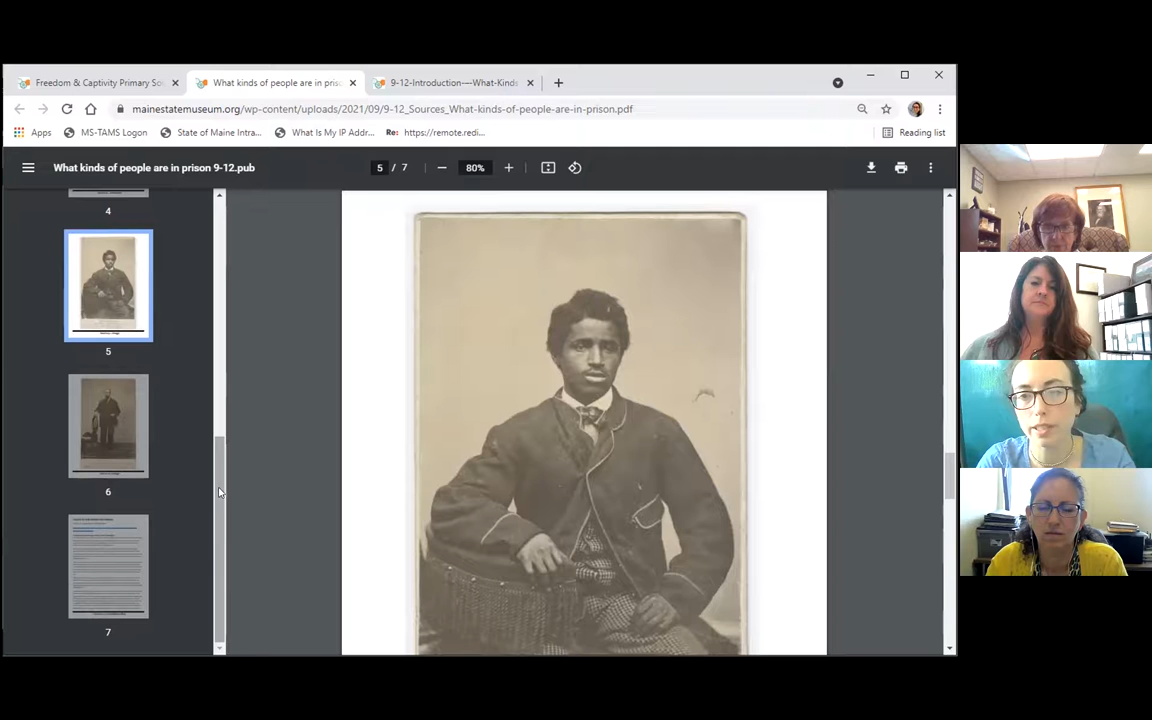 Freedom & Captivity Primary So
What kinds of people are in priso
9-12-Introduction-—What-Kinds
mainestatemuseum.org/wp-content/uploads/2021/09/9-12_Sources_What-kinds-of-people-are-in-prison.pdf
Apps
MS-TAMS Logon
State of Maine Intra...
What Is My IP Addr...
Re: https://remote.redi...
Reading list
What kinds of people are in prison 9-12.pub
5 / 7
80%
4
5
6
7